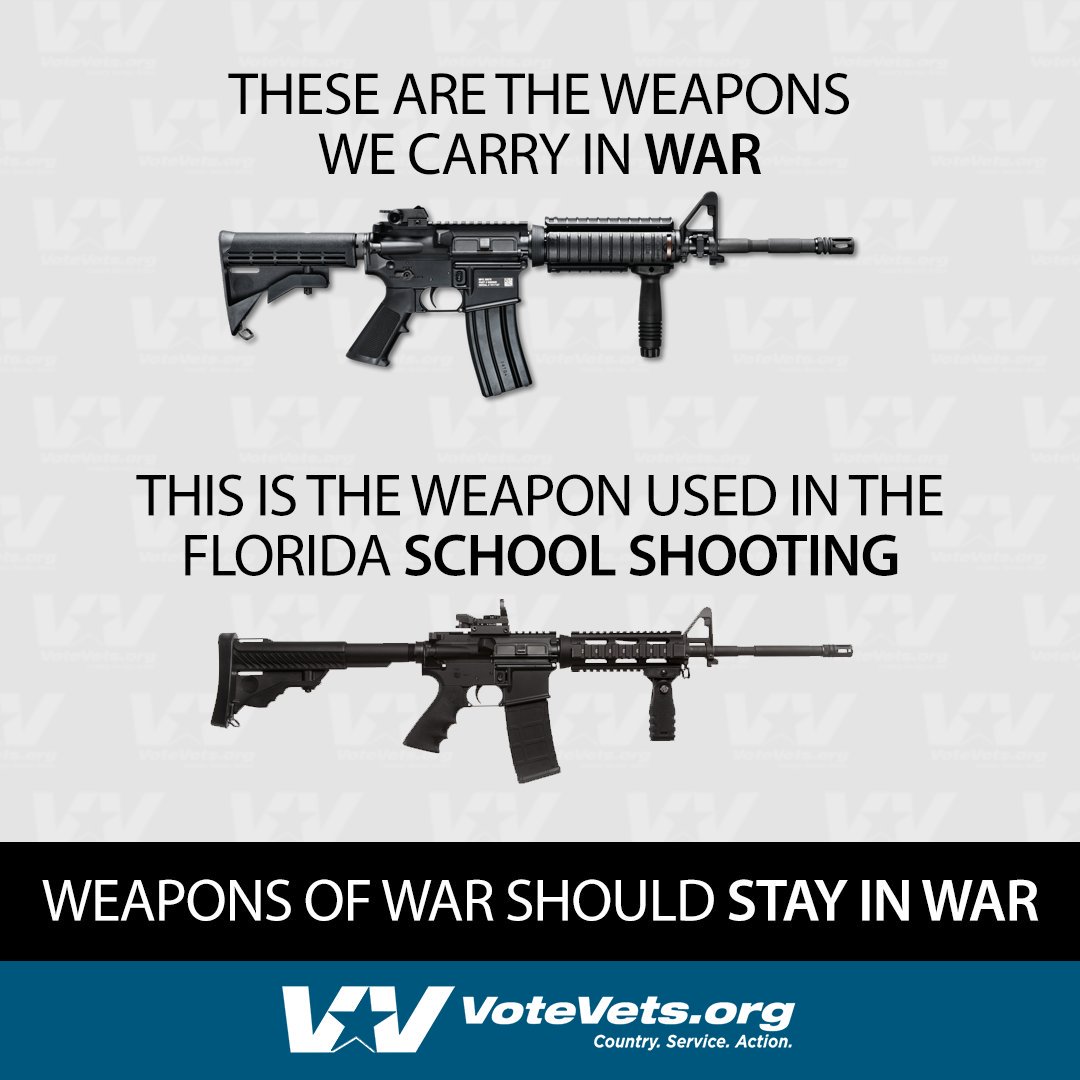 THESE ARE THE WEAPONS
WE CARRY IN WAR
THIS IS THE WEAPON USED IN THE
FLORIDA SCHOOL SHOOTING
WEAPONS OF WAR SHOULD STAY IN WAR
VoteVets.org
Country. Service. Action.